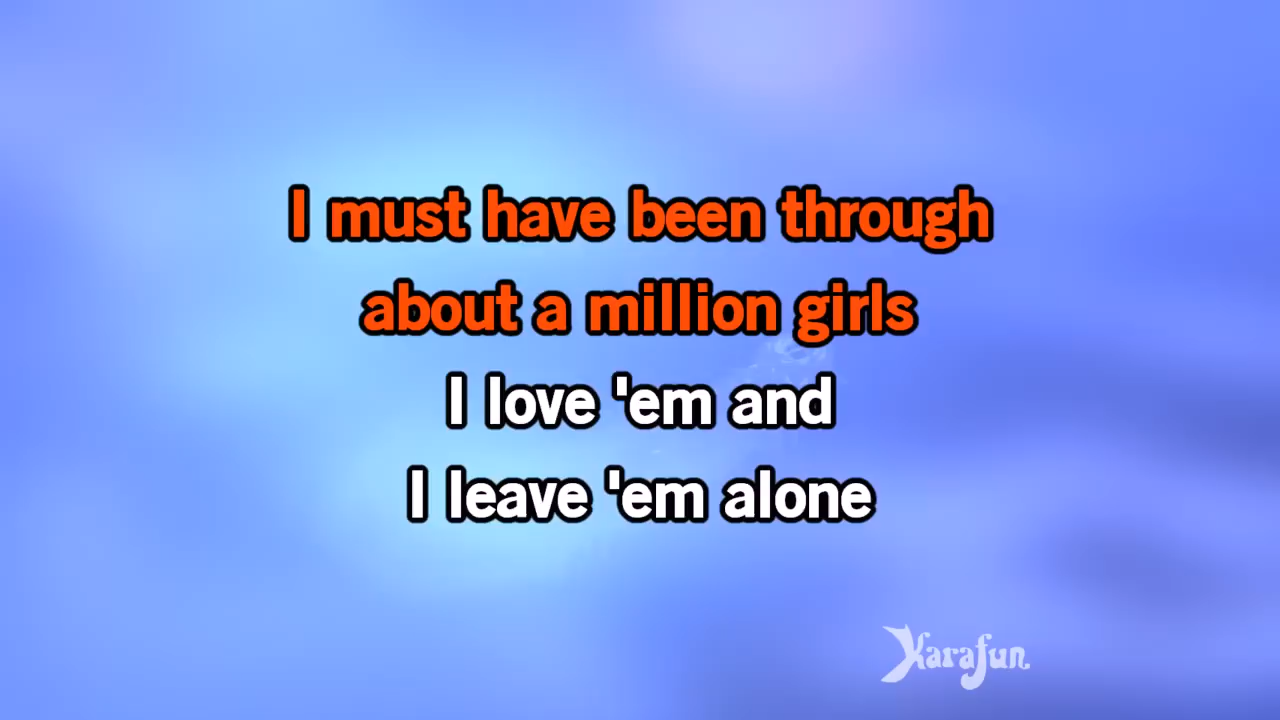 I must have been through
about a million girls
I love 'em and
I leave 'em alone
Karafun